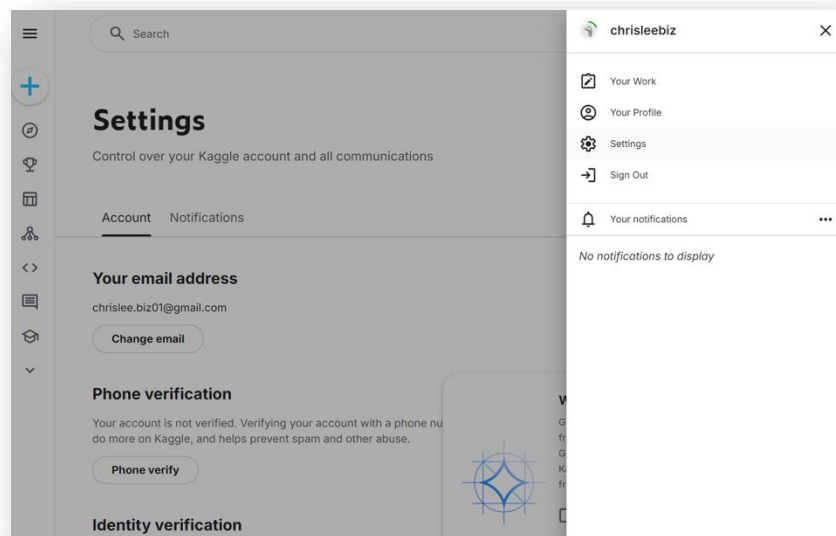 Search
Settings
Control over your Kaggle account and all communications
Account Notifications
Your email address
chrislee.biz01@gmail.com
Change email
Phone verification
Your account is not verified. Verifying your account with a phone nu
do more on Kaggle, and helps prevent spam and other abuse.
Phone verify
Identity verification
chrisleebiz
Your Work
Your Profile
Settings
Sign Out
Your notifications
No notifications to display